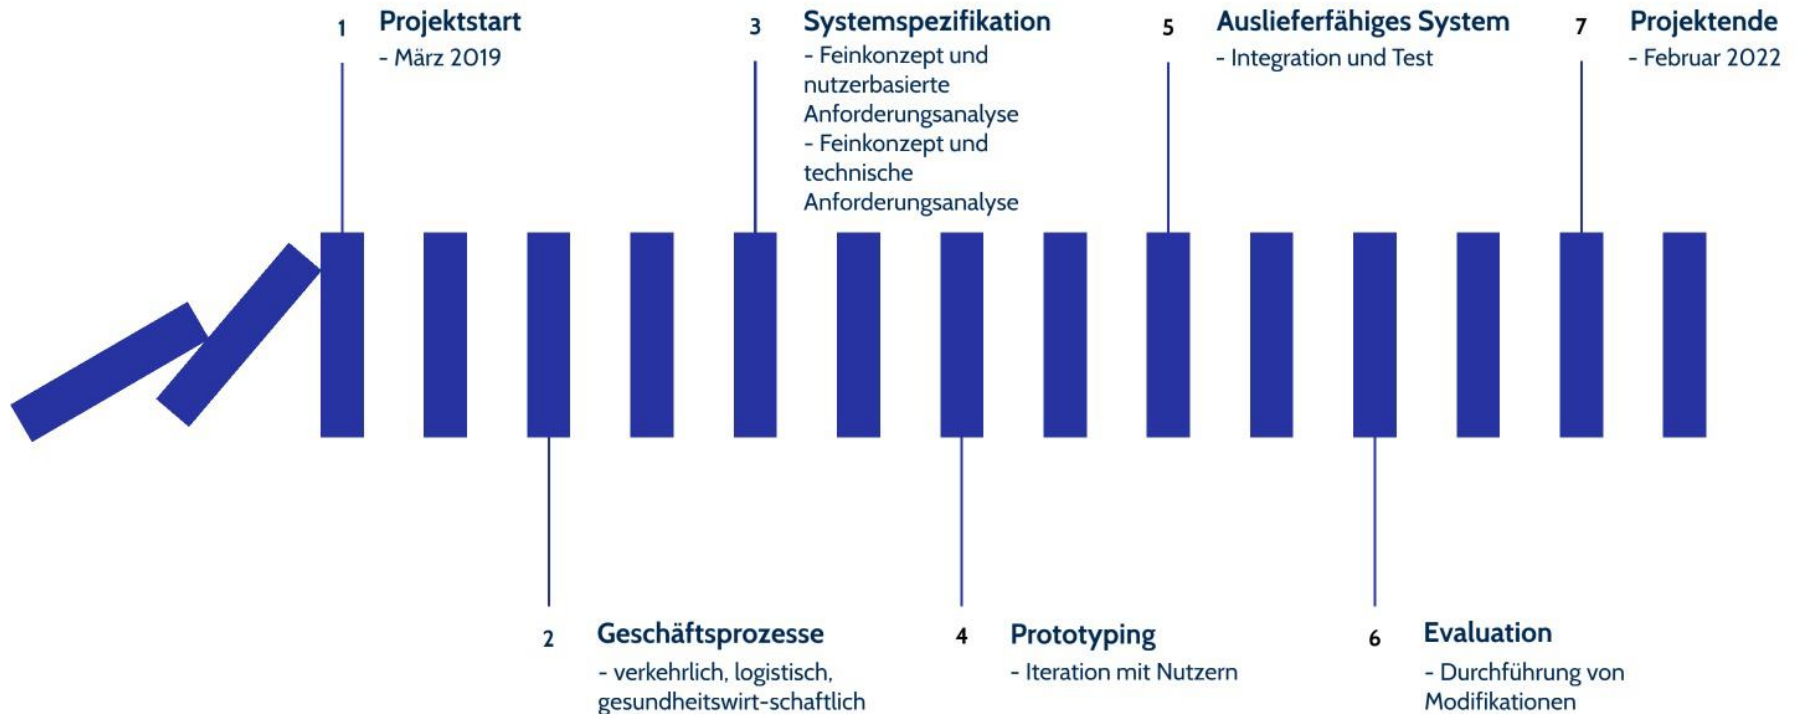 1
Projektstart
- März 2019
3
Systemspezifikation
- Feinkonzept und
nutzerbasierte
Anforderungsanalyse
- Feinkonzept und
technische
Anforderungsanalyse
5
Auslieferfähiges System
- Integration und Test
7
Projektende
- Februar 2022
2
Geschäftsprozesse
- verkehrlich, logistisch,
gesundheitswirt-schaftlich
4
Prototyping
- Iteration mit Nutzern
6
Evaluation
- Durchführung von
Modifikationen